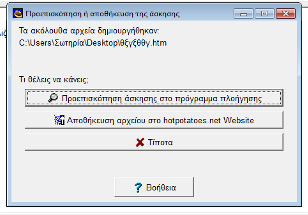 Προεπισκόπηση ή αποθήκευση της άσκησης
Τα ακόλουθα αρχεία δημιουργήθηκαν:
C:\Users\Σωτηρία\Desktop\θξγξθθγ.htm
Τι θέλεις να κάνεις;
Προεπισκόπηση άσκησης στο πρόγραμμα πλοήγησης
Αποθήκευση αρχείου στο hotpotatoes.net Website
Τίποτα
Βοήθεια